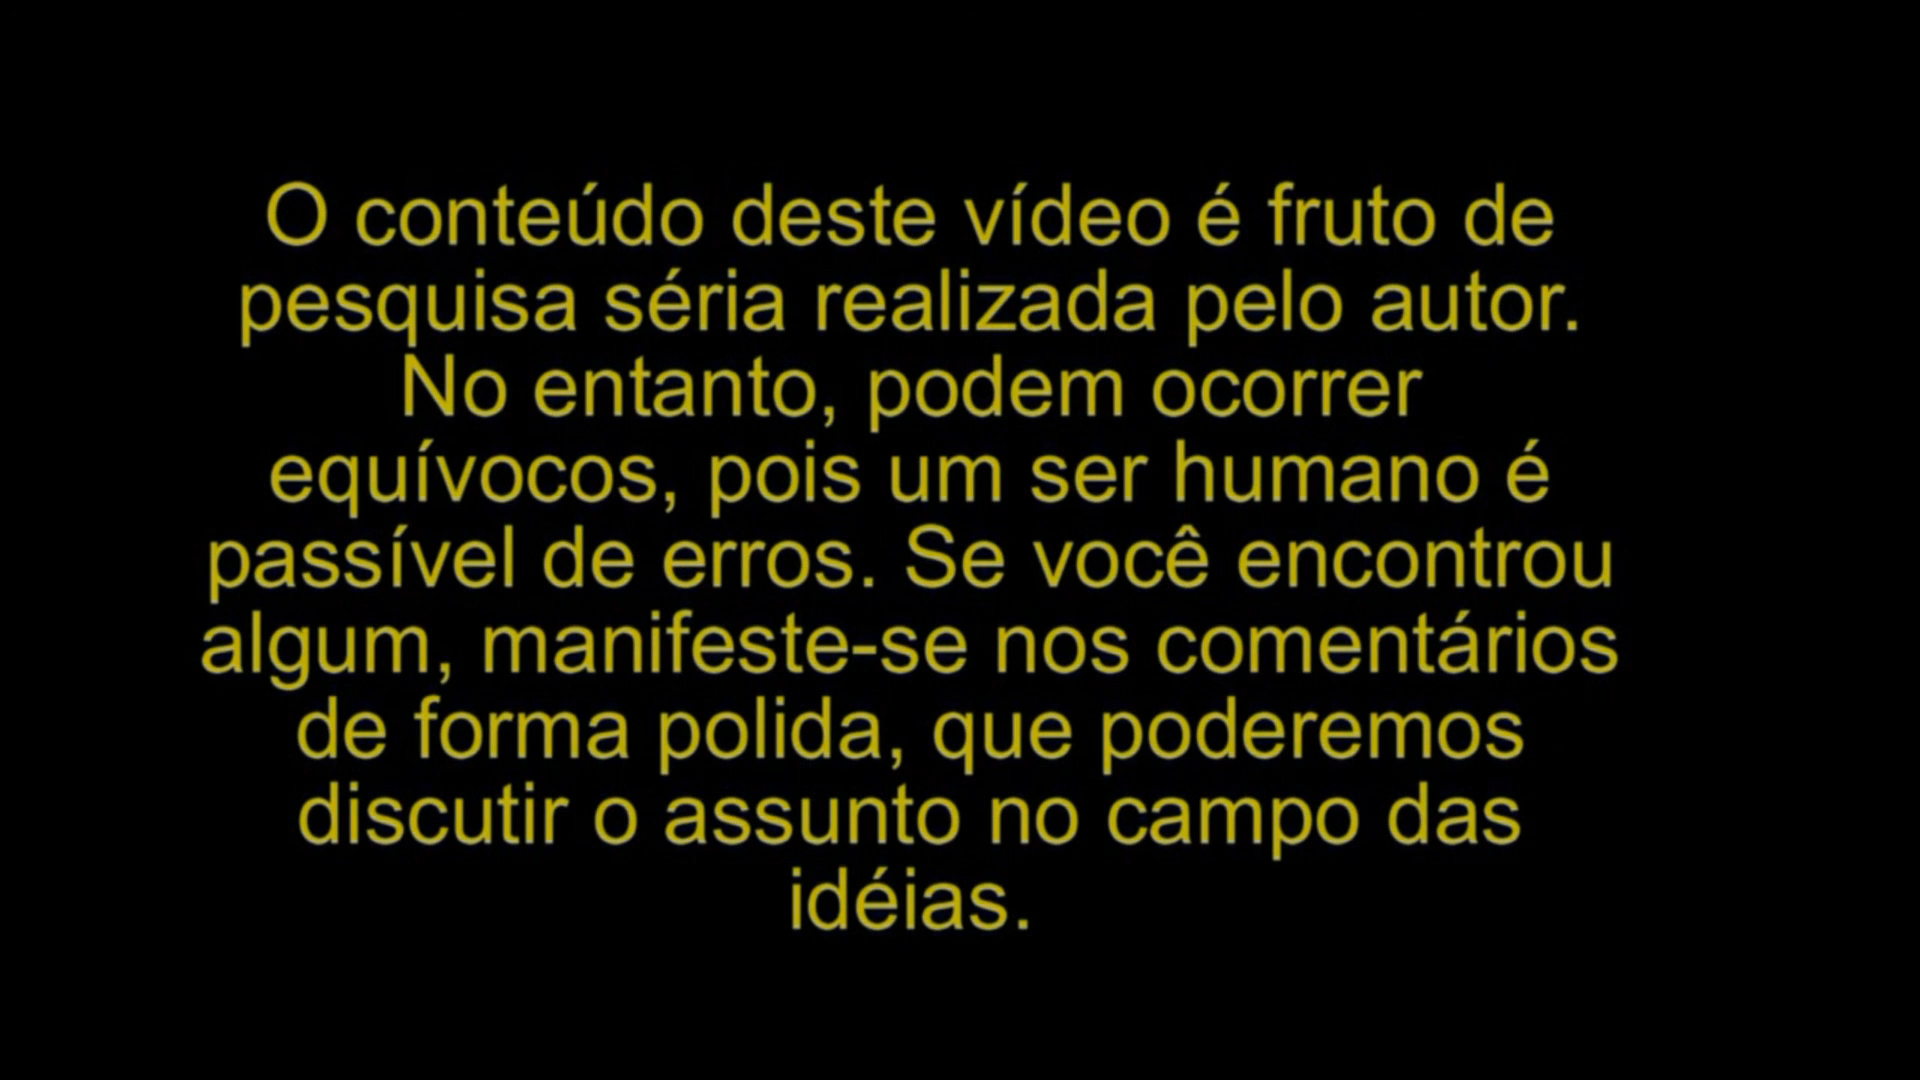 O conteúdo deste vídeo é fruto de
pesquisa séria realizada pelo autor.
No entanto, podem ocorrer
equívocos, pois um ser humano é
passível de erros. Se você encontrou
algum, manifeste-se nos comentários
de forma polida, que poderemos
discutir o assunto no campo das
idéias.